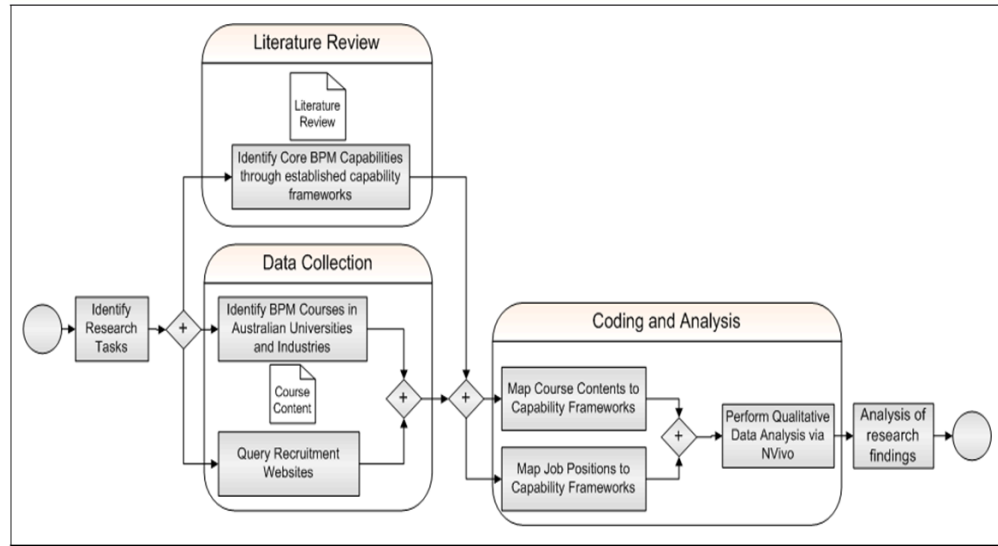 Literature Review
Literature
Review
Identify Core BPM Capabilities
through established capability
frameworks
Data Collection
Identify
Research
Tasks
+
Identify BPM Courses in
Australian Universities
and Industries
Course
Content
+
+
Query Recruitment
Websites
Coding and Analysis
Map Course Contents to
Capability Frameworks
Map Job Positions to
Capability Frameworks
+
Perform Qualitative
Data Analysis via
NVivo
Analysis of
research
findings